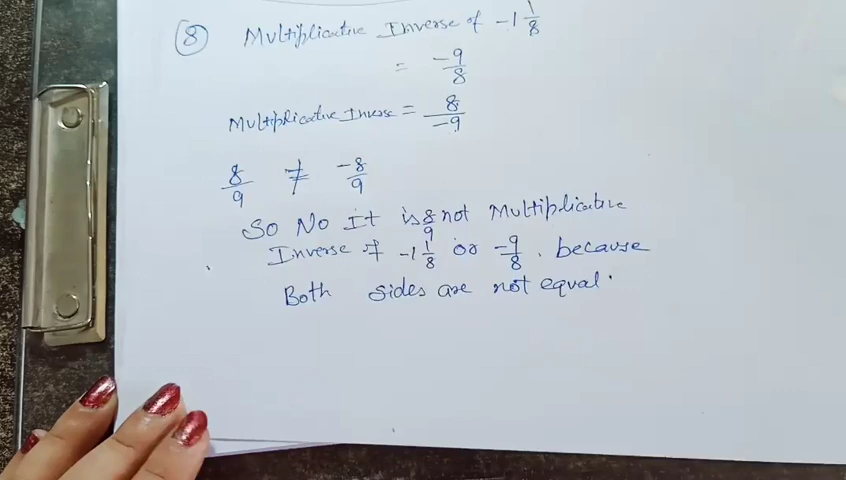 8 Multiplicative Inverse of -1 1/8
= -9/8
Multiplicative Inverse = 8/-9
8/9 ≠ -8/9
So No It is 8/9 not Multiplicative
Inverse of -1 1/8 or -9/8. because
Both sides are not equal.